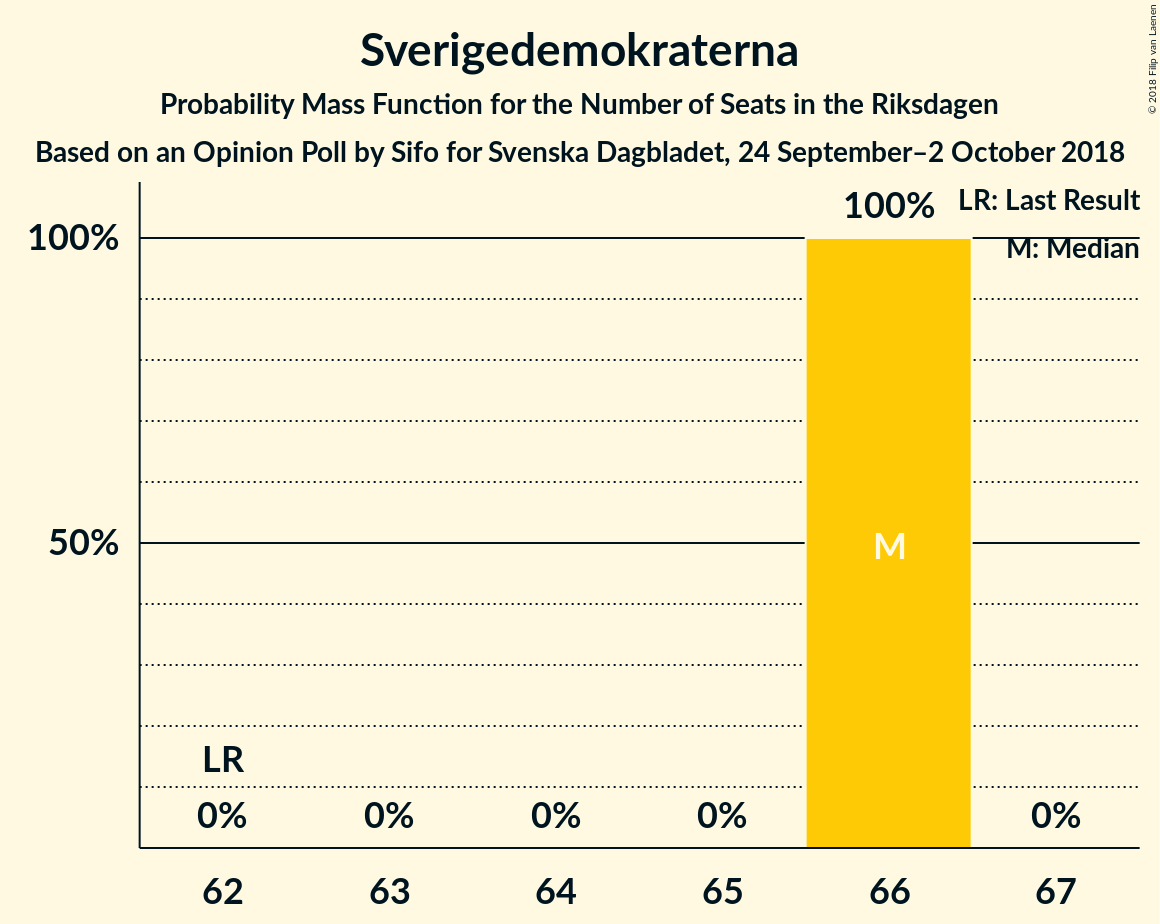 Sverigedemokraterna
Probability Mass Function for the Number of Seats in the Riksdagen
Based on an Opinion Poll by Sifo for Svenska Dagbladet, 24 September–2 October 2018
© 2018 Filip van Laenen
LR: Last Result
M: Median
100%
100%
50%
M
LR
0%
0%
0%
0%
0%
62
63
64
65
66
67